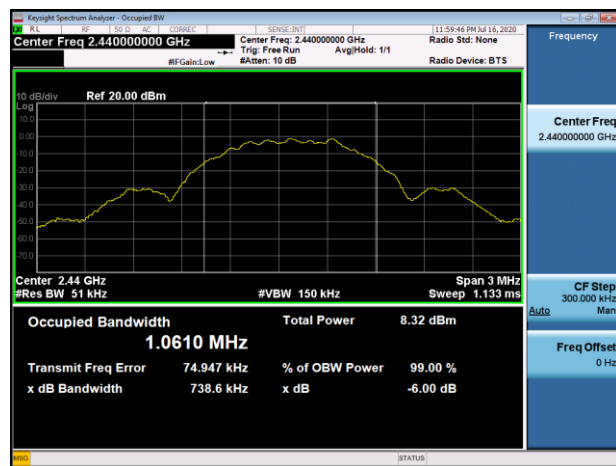 Keysight Spectrum Analyzer - Occupied BW
RL RF 50 Ω AC CORREC SENSE:INT 11:59:46 PM Jul 16, 2020
Center Freq 2.440000000 GHz
Center Freq: 2.440000000 GHz Radio Std: None
Trig: Free Run Avg|Hold: 1/1
#IFGain:Low #Atten: 10 dB Radio Device: BTS
Frequency
10 dB/div Ref 20.00 dBm
Log
10.0
0.00
-10.0
-20.0
-30.0
-40.0
-50.0
-60.0
-70.0
Center 2.44 GHz Span 3 MHz
#Res BW 51 kHz #VBW 150 kHz Sweep 1.133 ms
Occupied Bandwidth Total Power 8.32 dBm
1.0610 MHz
Transmit Freq Error 74.947 kHz % of OBW Power 99.00 %
x dB Bandwidth 738.6 kHz x dB -6.00 dB
Center Freq
2.440000000 GHz
CF Step
300.000 kHz
Auto Man
Freq Offset
0 Hz
MSG STATUS